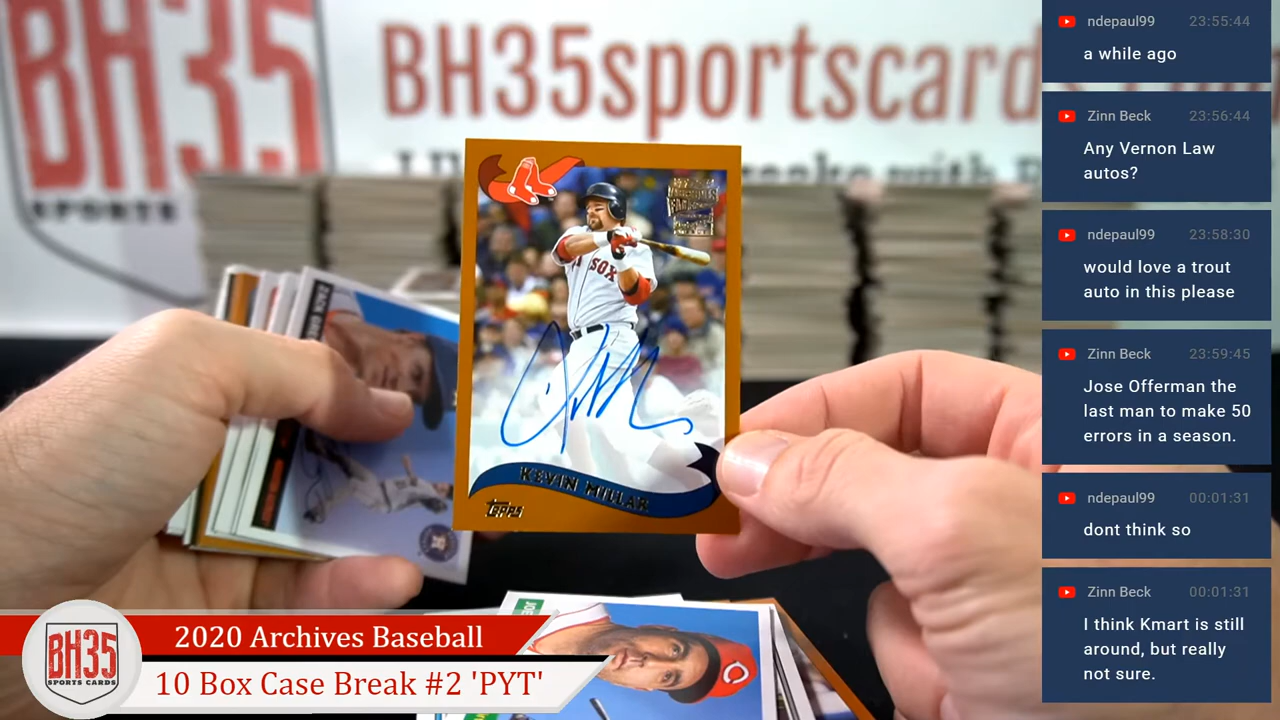 BH35
SPORTS
BH35sportscard
SOX
KEVIN MILLAR
TOPPS
BH35
SPORTS CARDS
2020 Archives Baseball
10 Box Case Break #2 'PYT'
ndepaul99 23:55:44
a while ago
Zinn Beck 23:56:44
Any Vernon Law
autos?
ndepaul99 23:58:30
would love a trout
auto in this please
Zinn Beck 23:59:45
Jose Offerman the
last man to make 50
errors in a season.
ndepaul99 00:01:31
dont think so
Zinn Beck 00:01:31
I think Kmart is still
around, but really
not sure.